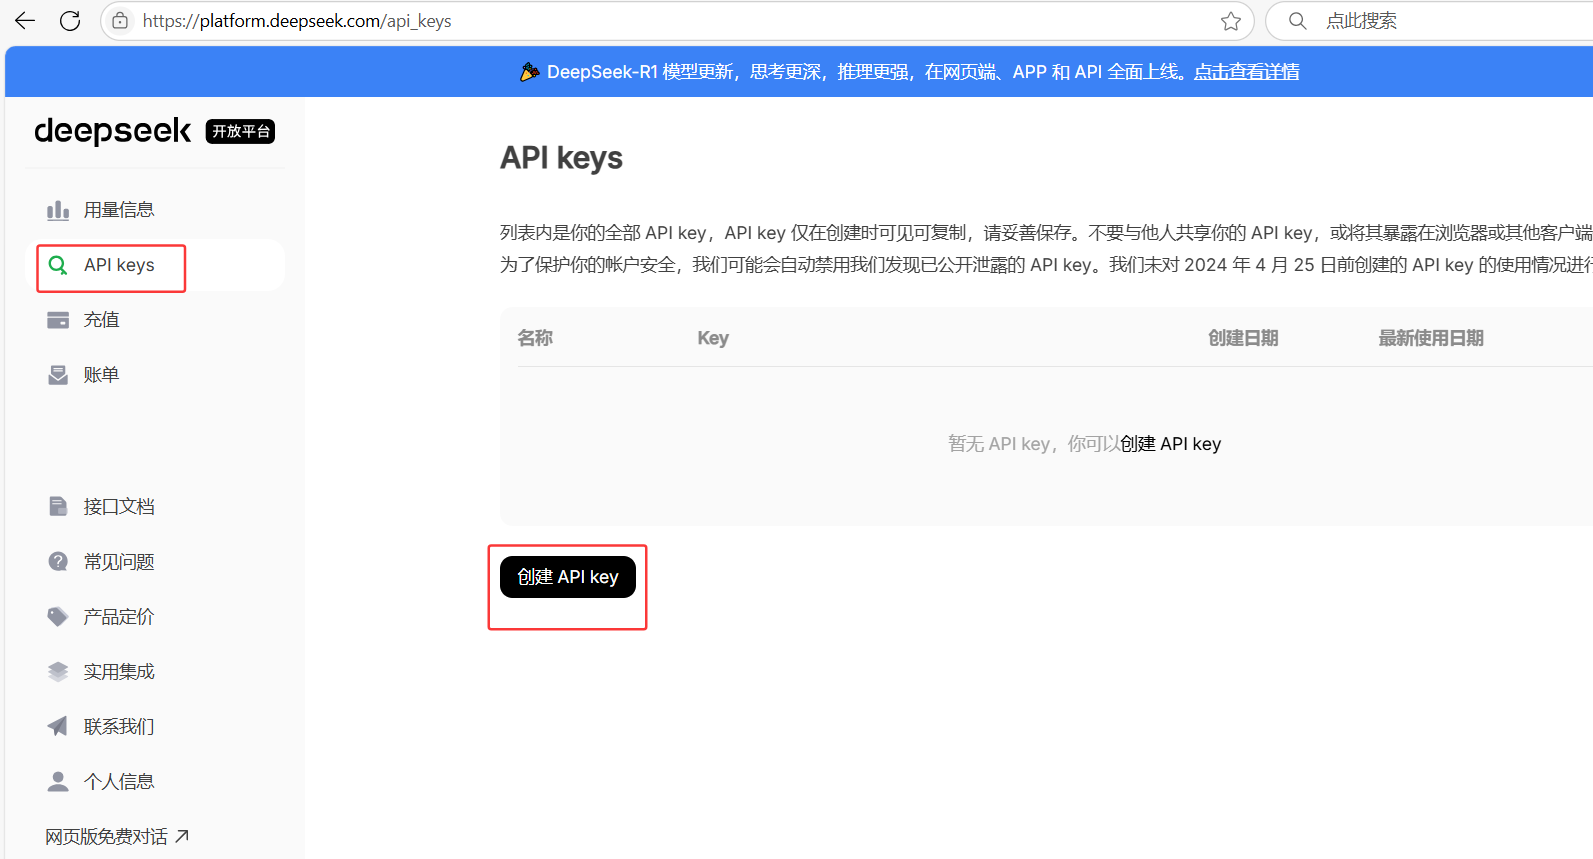 https://platform.deepseek.com/api_keys
点此搜索
DeepSeek-R1 模型更新，思考更深，推理更强，在网页端、APP 和 API 全面上线。点击查看详情
deepseek 开放平台
用量信息
API keys
充值
账单
接口文档
常见问题
产品定价
实用集成
联系我们
个人信息
网页版免费对话
API keys
列表内是你的全部 API key，API key 仅在创建时可见可复制，请妥善保存。不要与他人共享你的 API key，或将其暴露在浏览器或其他客户端
为了保护你的帐户安全，我们可能会自动禁用我们发现已公开泄露的 API key。我们未对 2024 年 4 月 25 日前创建的 API key 的使用情况进行
名称 Key 创建日期 最新使用日期
暂无 API key，你可以创建 API key
创建 API key